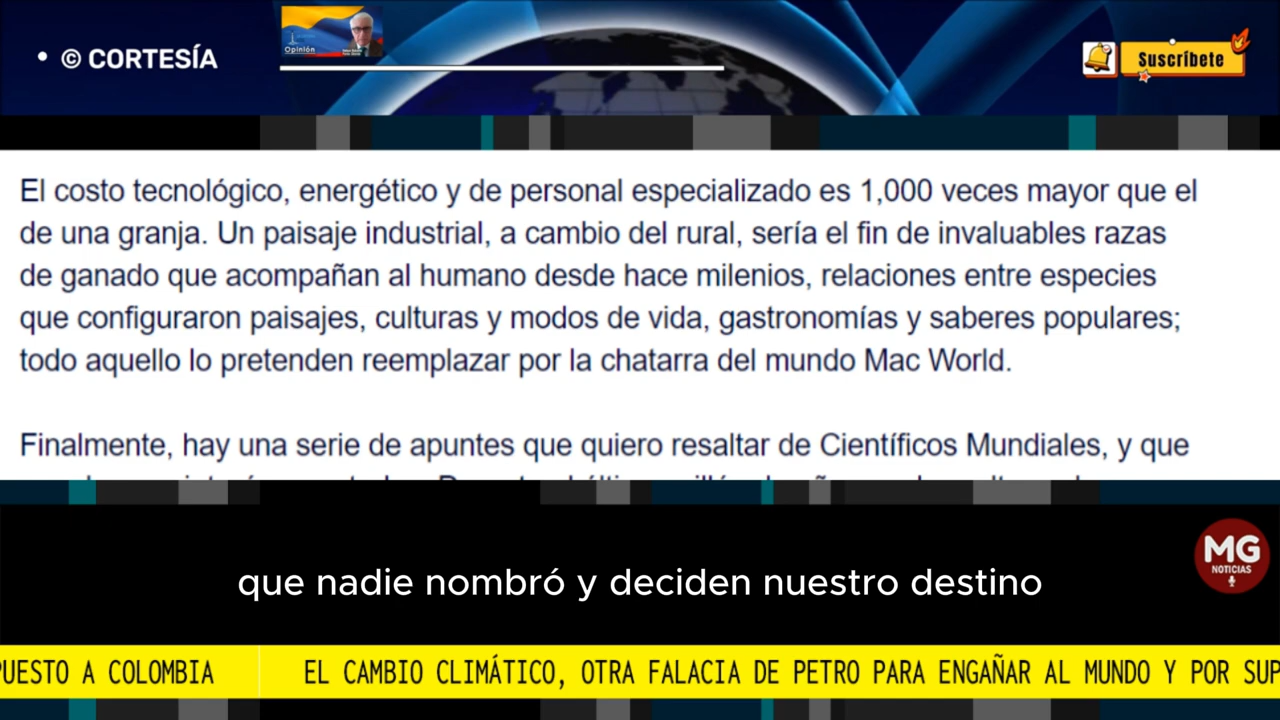 • © CORTESÍA
Opinión
Suscríbete
El costo tecnológico, energético y de personal especializado es 1,000 veces mayor que el
de una granja. Un paisaje industrial, a cambio del rural, sería el fin de invaluables razas
de ganado que acompañan al humano desde hace milenios, relaciones entre especies
que configuraron paisajes, culturas y modos de vida, gastronomías y saberes populares;
todo aquello lo pretenden reemplazar por la chatarra del mundo Mac World.
Finalmente, hay una serie de apuntes que quiero resaltar de Científicos Mundiales, y que
que nadie nombró y deciden nuestro destino
MG
NOTICIAS
PUESTO A COLOMBIA
EL CAMBIO CLIMÁTICO, OTRA FALACIA DE PETRO PARA ENGAÑAR AL MUNDO Y POR SUP